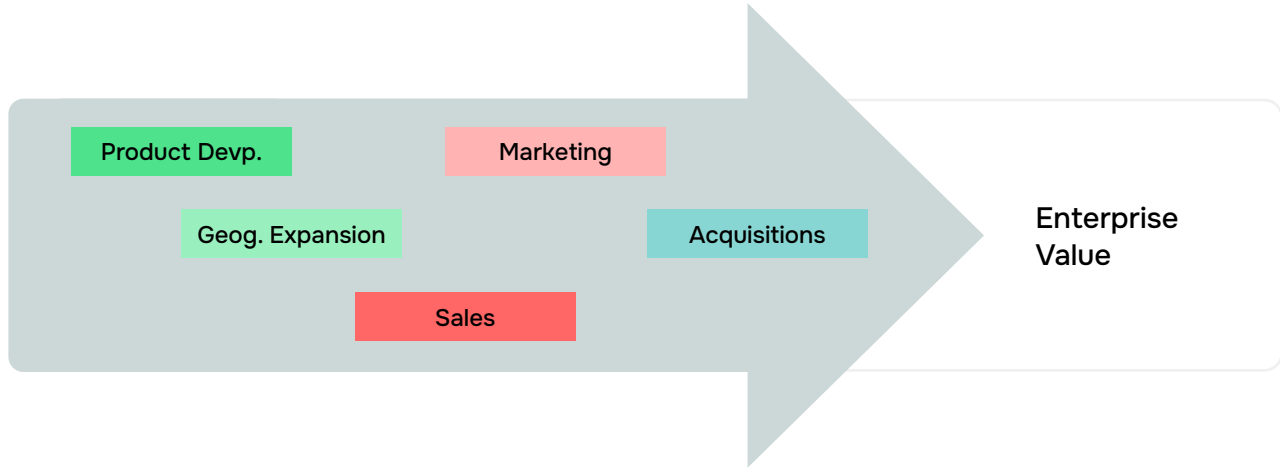 Product Devp.
Marketing
Geog. Expansion
Acquisitions
Sales
Enterprise
Value